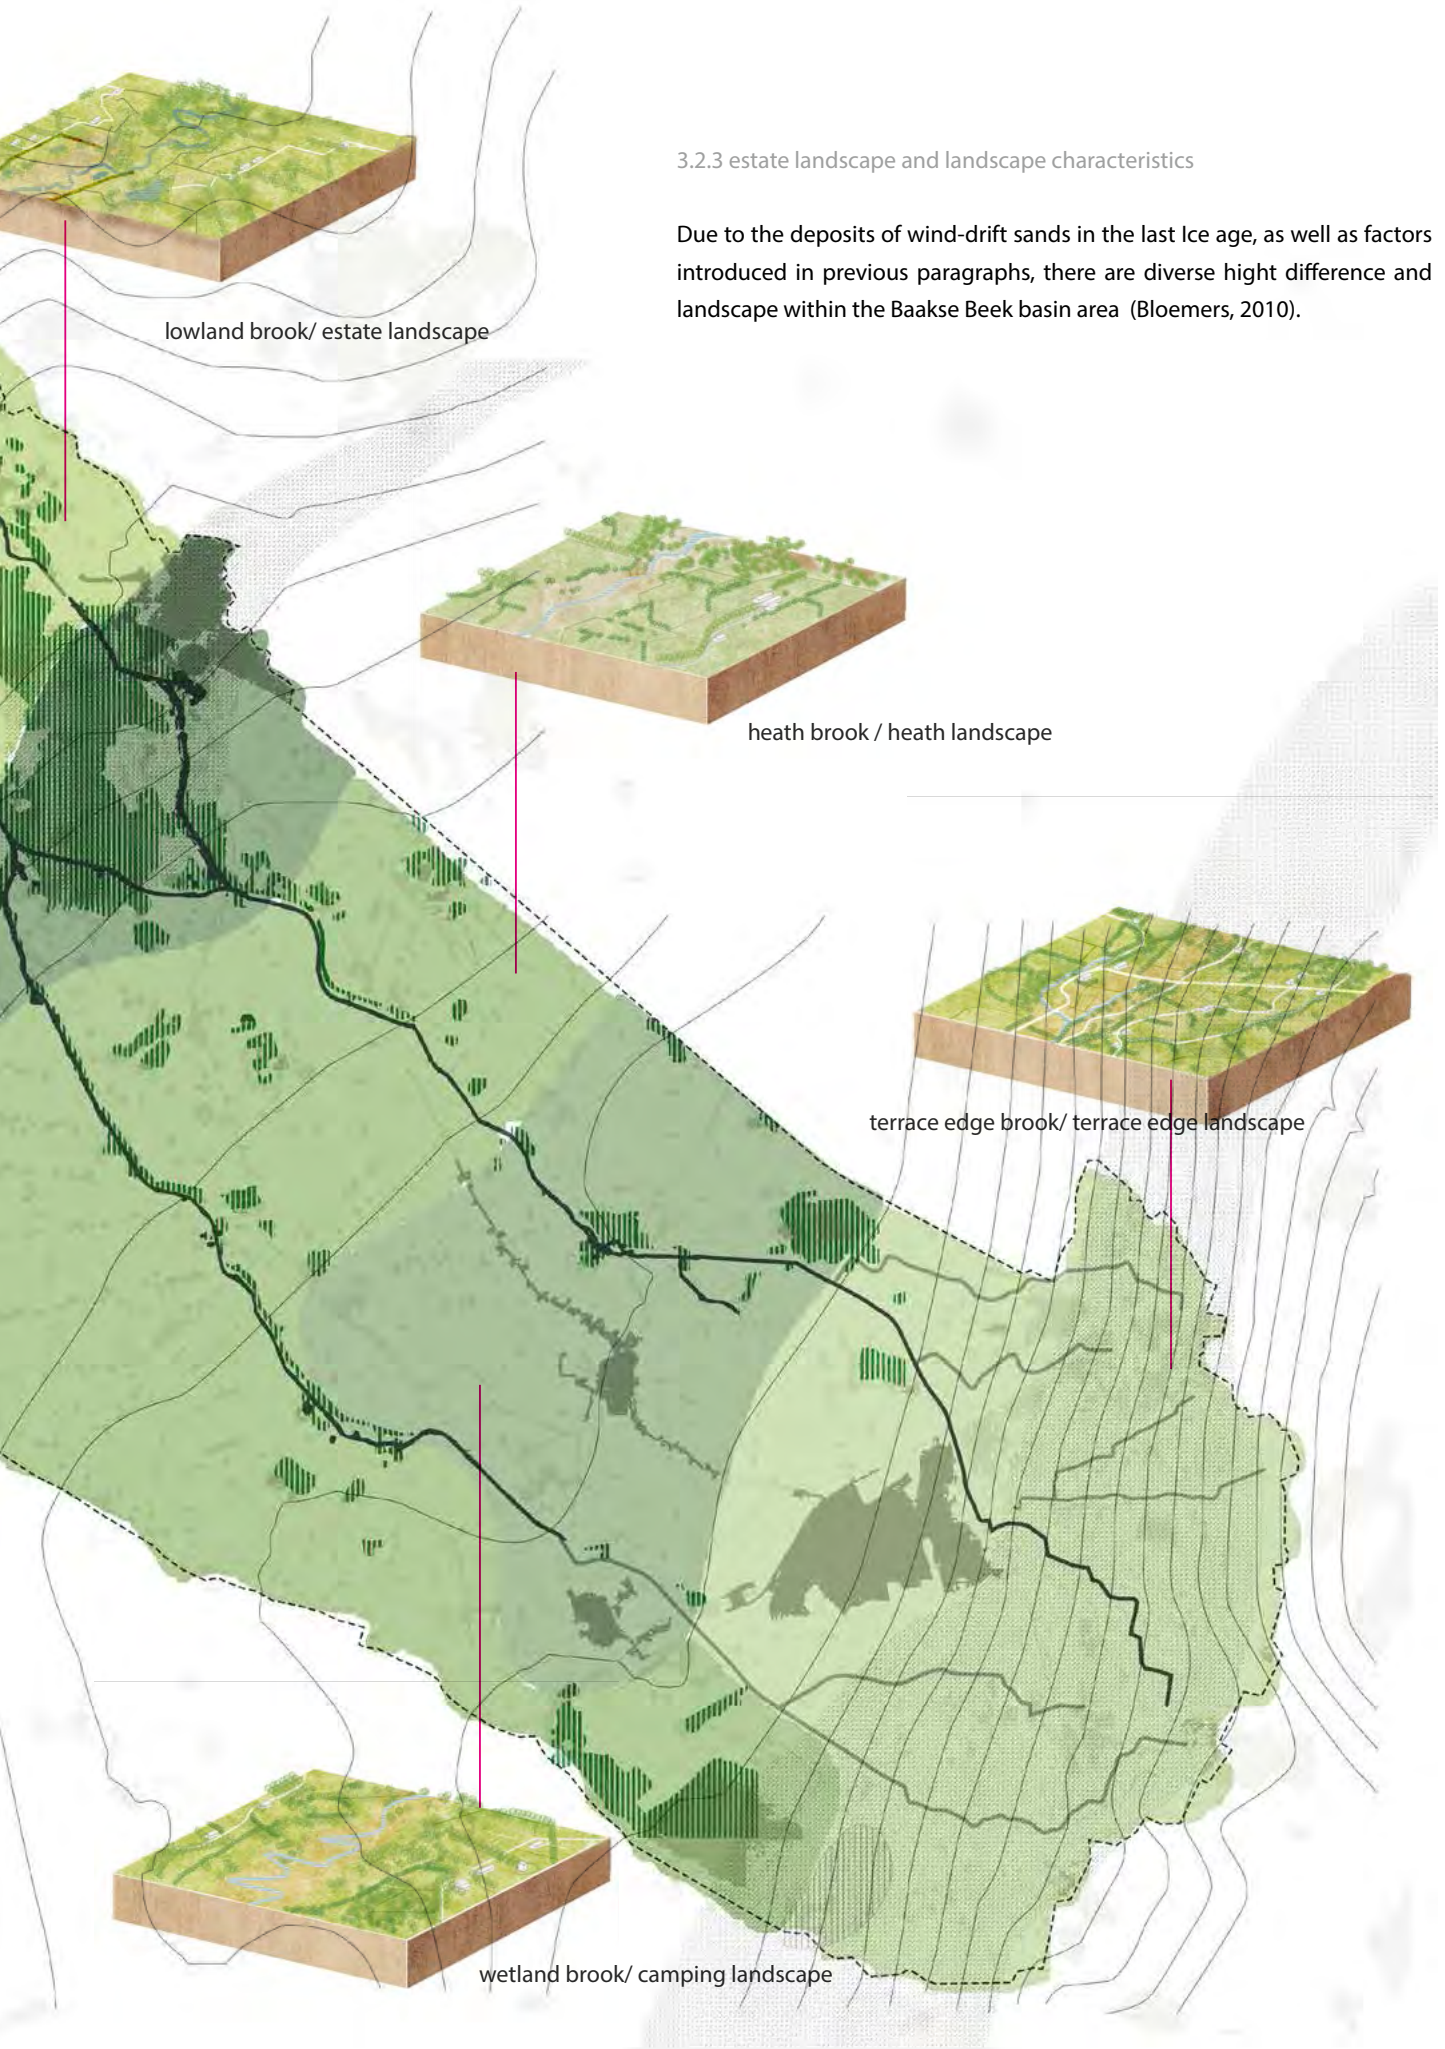 3.2.3 estate landscape and landscape characteristics
Due to the deposits of wind-drift sands in the last Ice age, as well as factors
introduced in previous paragraphs, there are diverse hight difference and
landscape within the Baakse Beek basin area (Bloemers, 2010).
lowland brook/ estate landscape
heath brook / heath landscape
terrace edge brook/ terrace edge landscape
wetland brook/ camping landscape